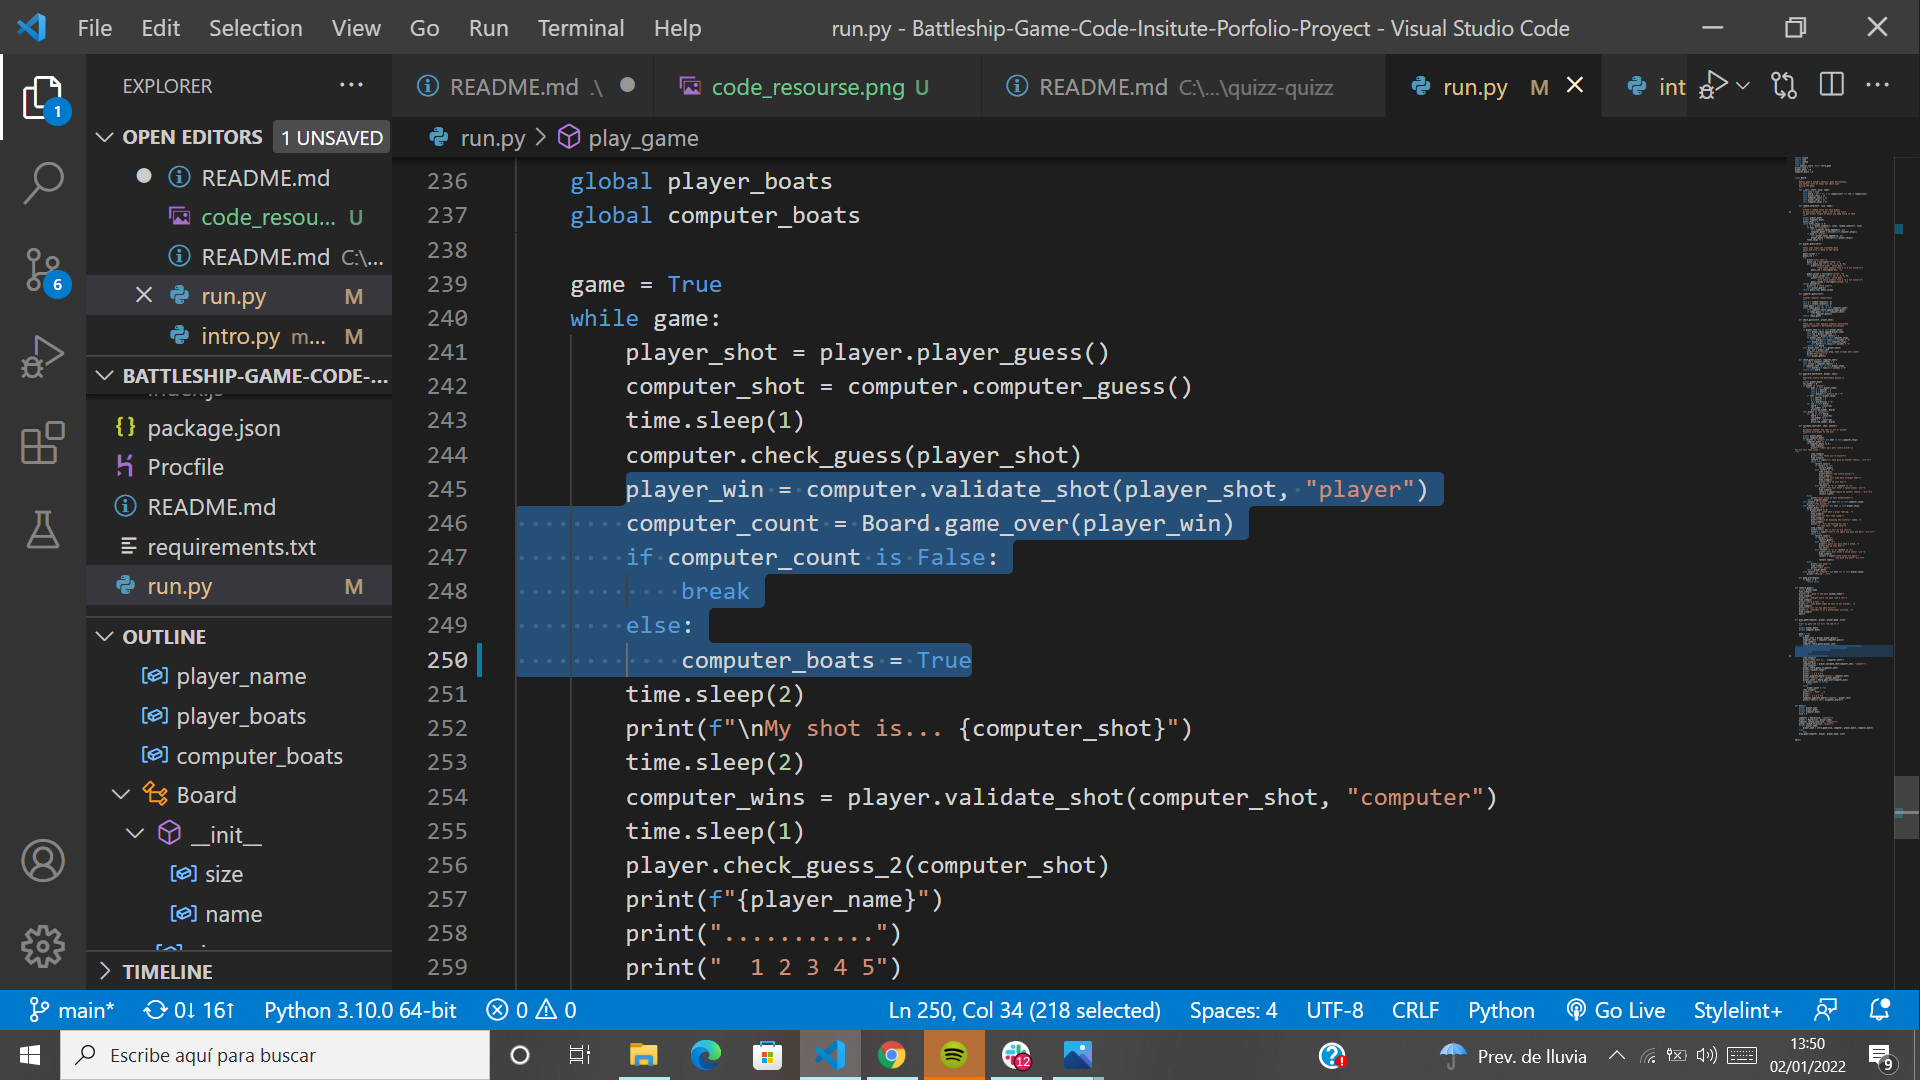 File Edit Selection View Go Run Terminal Help
run.py - Battleship-Game-Code-Insitute-Porfolio-Proyect - Visual Studio Code
EXPLORER
README.md .\
code_resourse.png U
README.md C:\...\quizz-quizz
run.py M
int
1
OPEN EDITORS 1 UNSAVED
run.py > play_game
README.md
code_resou... U
README.md C:\...
run.py M
intro.py m... M
6
BATTLESHIP-GAME-CODE-...
index.js
package.json
Procfile
README.md
requirements.txt
run.py M
OUTLINE
player_name
player_boats
computer_boats
Board
__init__
size
name
TIMELINE
236 global player_boats
237 global computer_boats
238
239 game = True
240 while game:
241 player_shot = player.player_guess()
242 computer_shot = computer.computer_guess()
243 time.sleep(1)
244 computer.check_guess(player_shot)
245 player_win = computer.validate_shot(player_shot, "player")
246 computer_count = Board.game_over(player_win)
247 if computer_count is False:
248 break
249 else:
250 computer_boats = True
251 time.sleep(2)
252 print(f"\nMy shot is... {computer_shot}")
253 time.sleep(2)
254 computer_wins = player.validate_shot(computer_shot, "computer")
255 time.sleep(1)
256 player.check_guess_2(computer_shot)
257 print(f"{player_name}")
258 print("...........")
259 print("  1 2 3 4 5")
main* 0↓ 16↑ Python 3.10.0 64-bit 0 0 Ln 250, Col 34 (218 selected) Spaces: 4 UTF-8 CRLF Python Go Live Stylelint+
Escribe aquí para buscar
12
Prev. de lluvia
13:50
02/01/2022
9